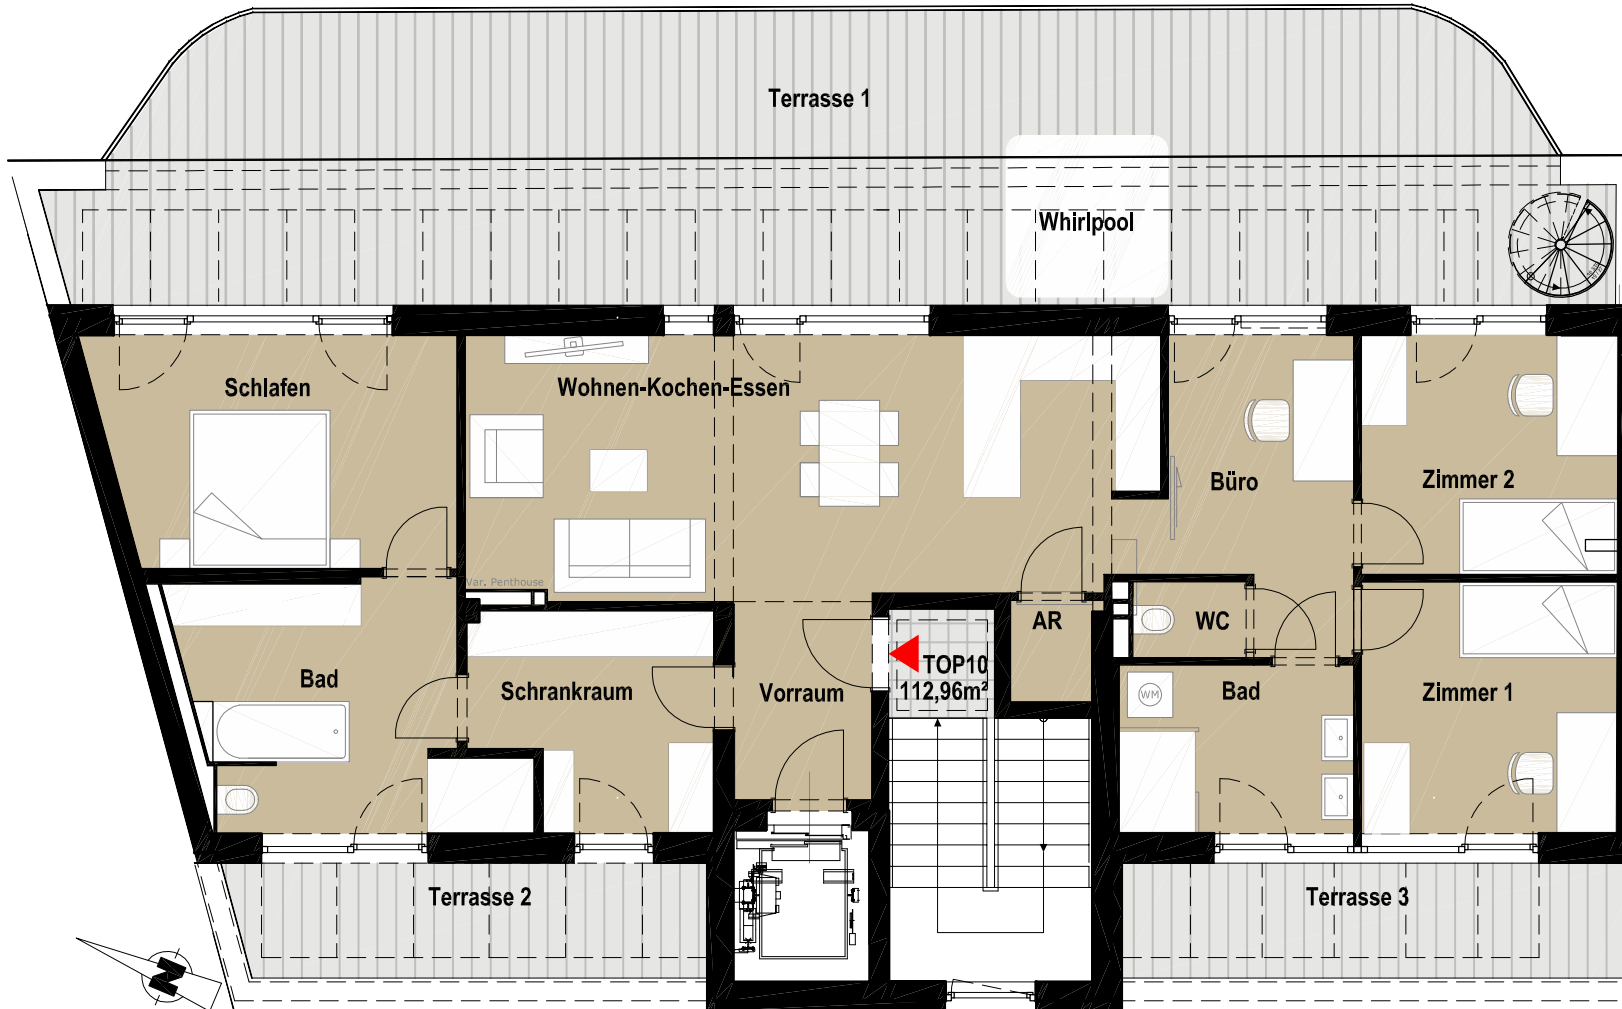 Terrasse 1
Whirlpool
Schlafen
Wohnen-Kochen-Essen
Büro
Zimmer 2
Var. Penthouse
AR
WC
TOP10
112,96m²
Bad
Schrankraum
Vorraum
Bad
WM
Zimmer 1
Terrasse 2
Terrasse 3
N